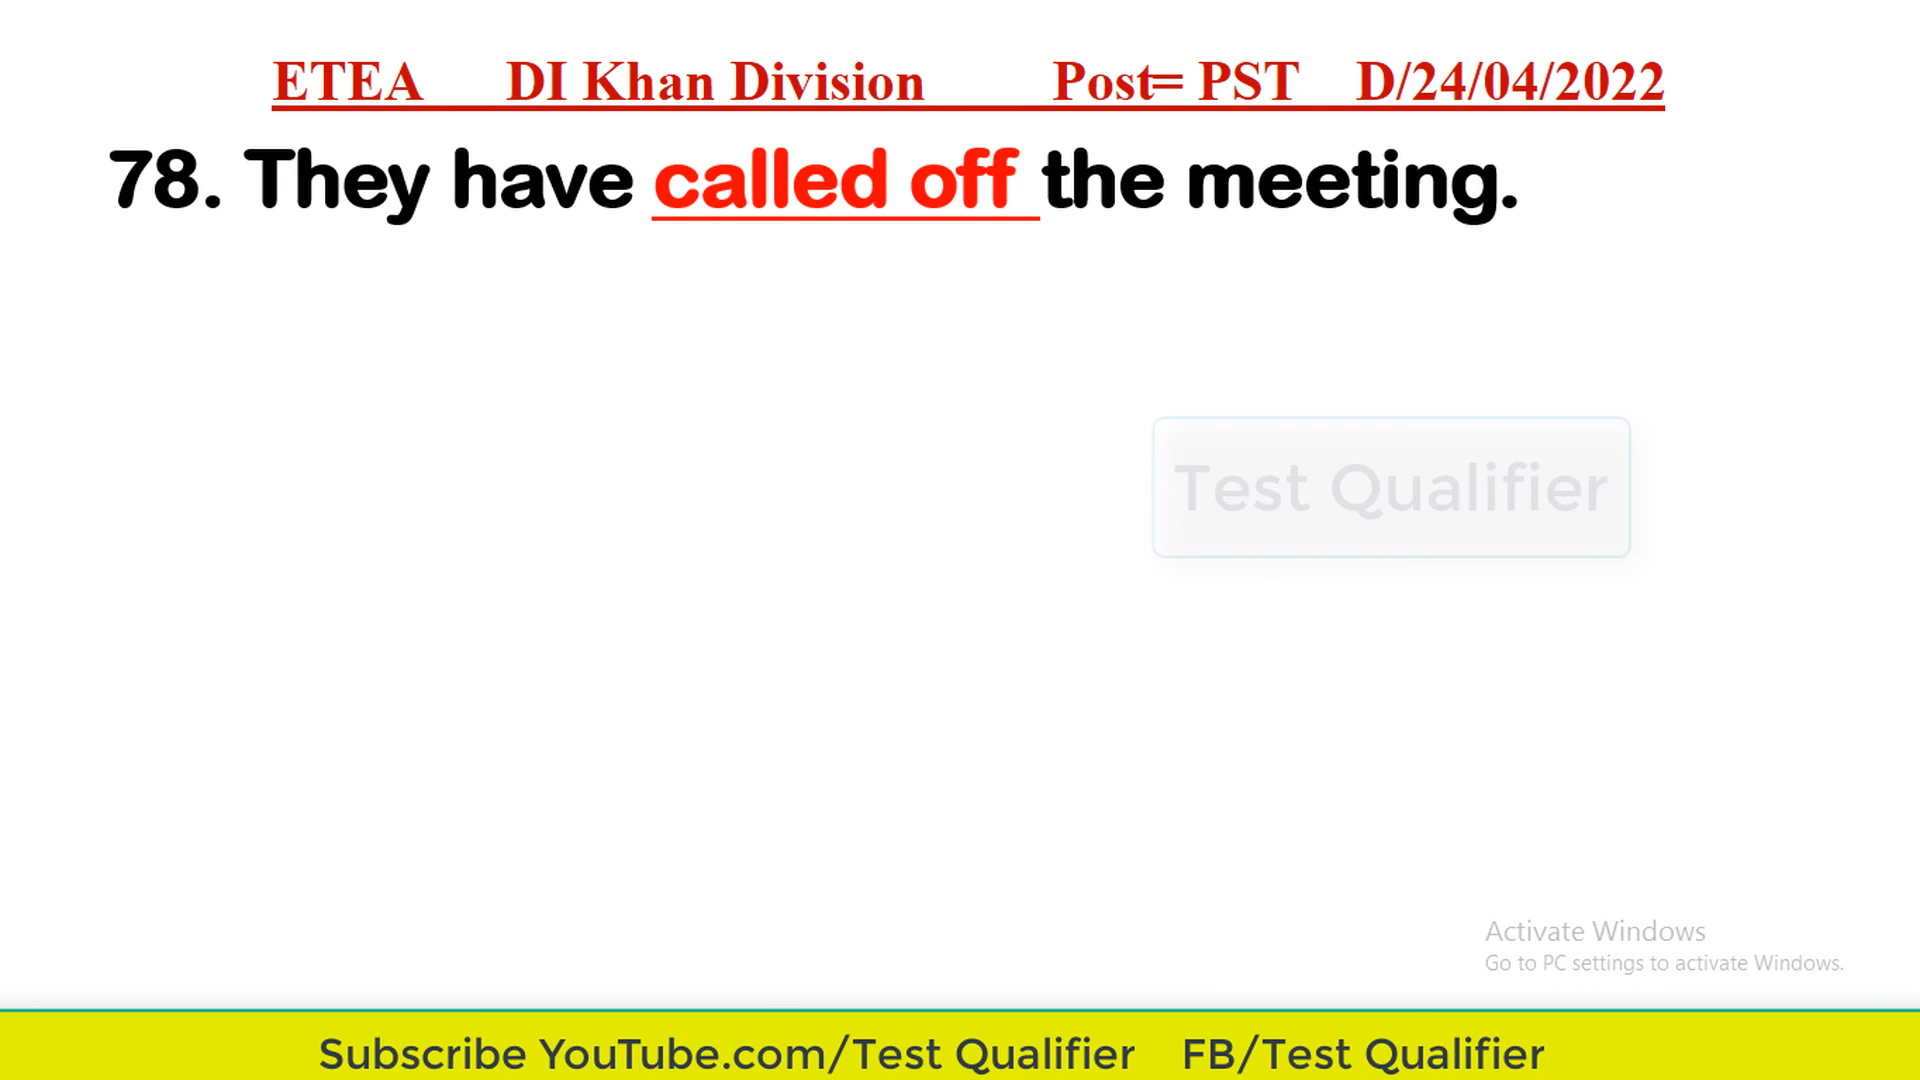 ETEA DI Khan Division Post= PST D/24/04/2022
78. They have called off the meeting.
Test Qualifier
Activate Windows
Go to PC settings to activate Windows.
Subscribe YouTube.com/Test Qualifier FB/Test Qualifier